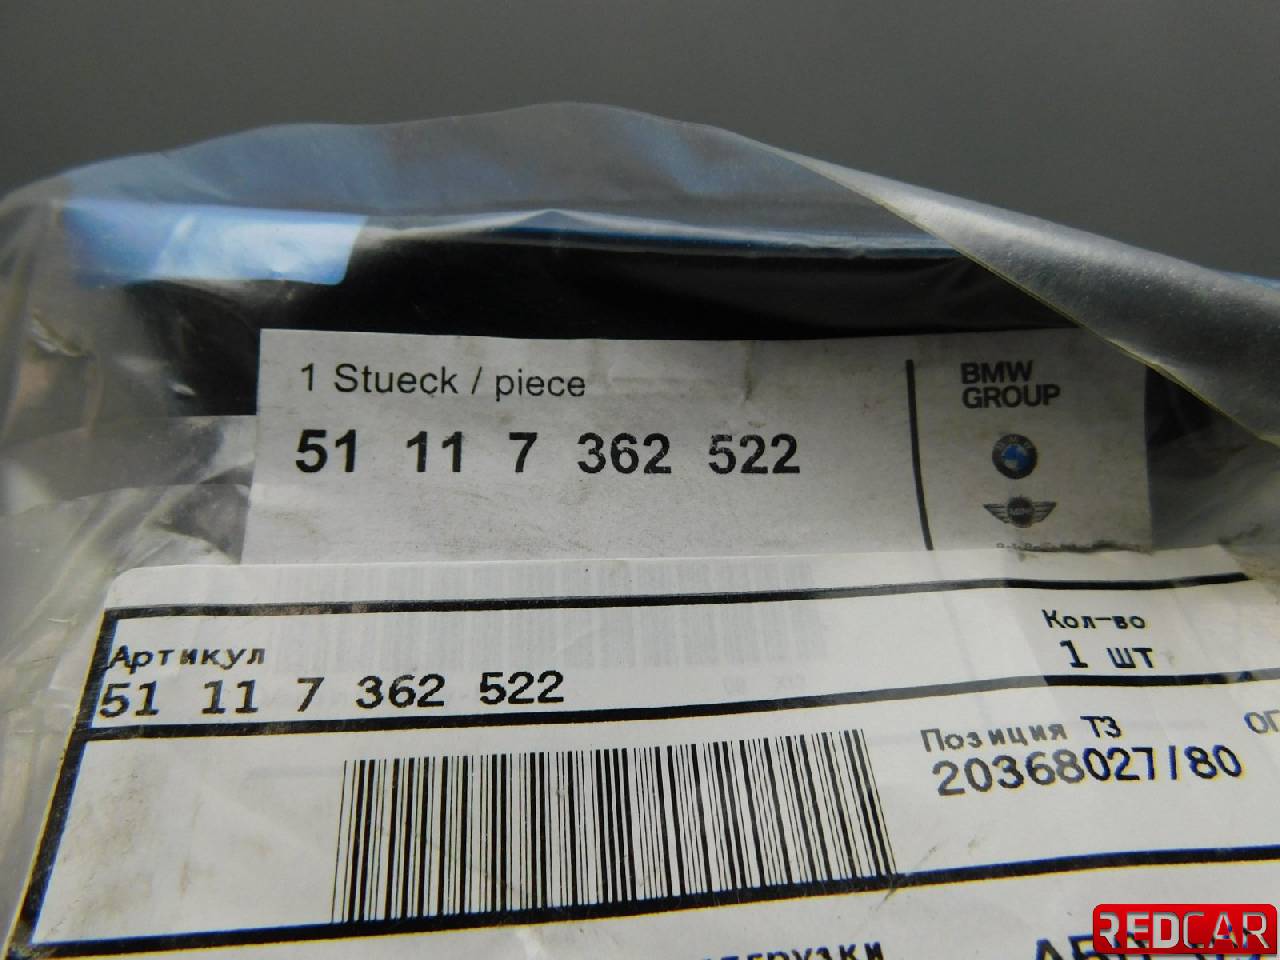 1 Stueck / piece
51 11 7 362 522
BMW
GROUP
MINI
Артикул
51 11 7 362 522
Кол-во
1 шт
Позиция ТЗ
20368027/80
REDCAR